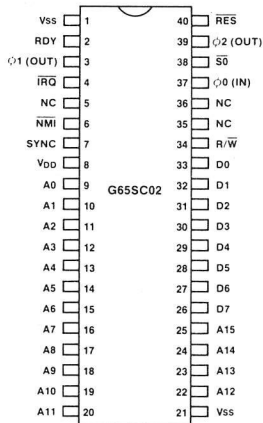 Vss 1 40 R̅E̅S̅
RDY 2 39 ϕ2 (OUT)
ϕ1 (OUT) 3 38 S̅0̅
I̅R̅Q̅ 4 37 ϕ0 (IN)
NC 5 36 NC
N̅M̅I̅ 6 35 NC
SYNC 7 34 R/W̅
VDD 8 33 D0
A0 9 32 D1
G65SC02
A1 10 31 D2
A2 11 30 D3
A3 12 29 D4
A4 13 28 D5
A5 14 27 D6
A6 15 26 D7
A7 16 25 A15
A8 17 24 A14
A9 18 23 A13
A10 19 22 A12
A11 20 21 Vss